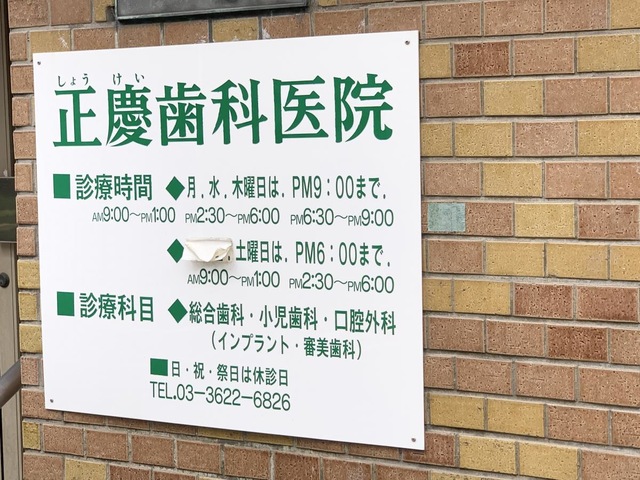 しょう けい
正慶歯科医院
■診療時間 ◆月.水.木曜日は.PM9:00まで.
AM9:00〜PM1:00 PM2:30〜PM6:00 PM6:30〜PM9:00
◆ .土曜日は.PM6:00まで.
AM9:00〜PM1:00 PM2:30〜PM6:00
■診療科目 ◆総合歯科・小児歯科・口腔外科
(インプラント・審美歯科)
■日・祝・祭日は休診日
TEL.03-3622-6826